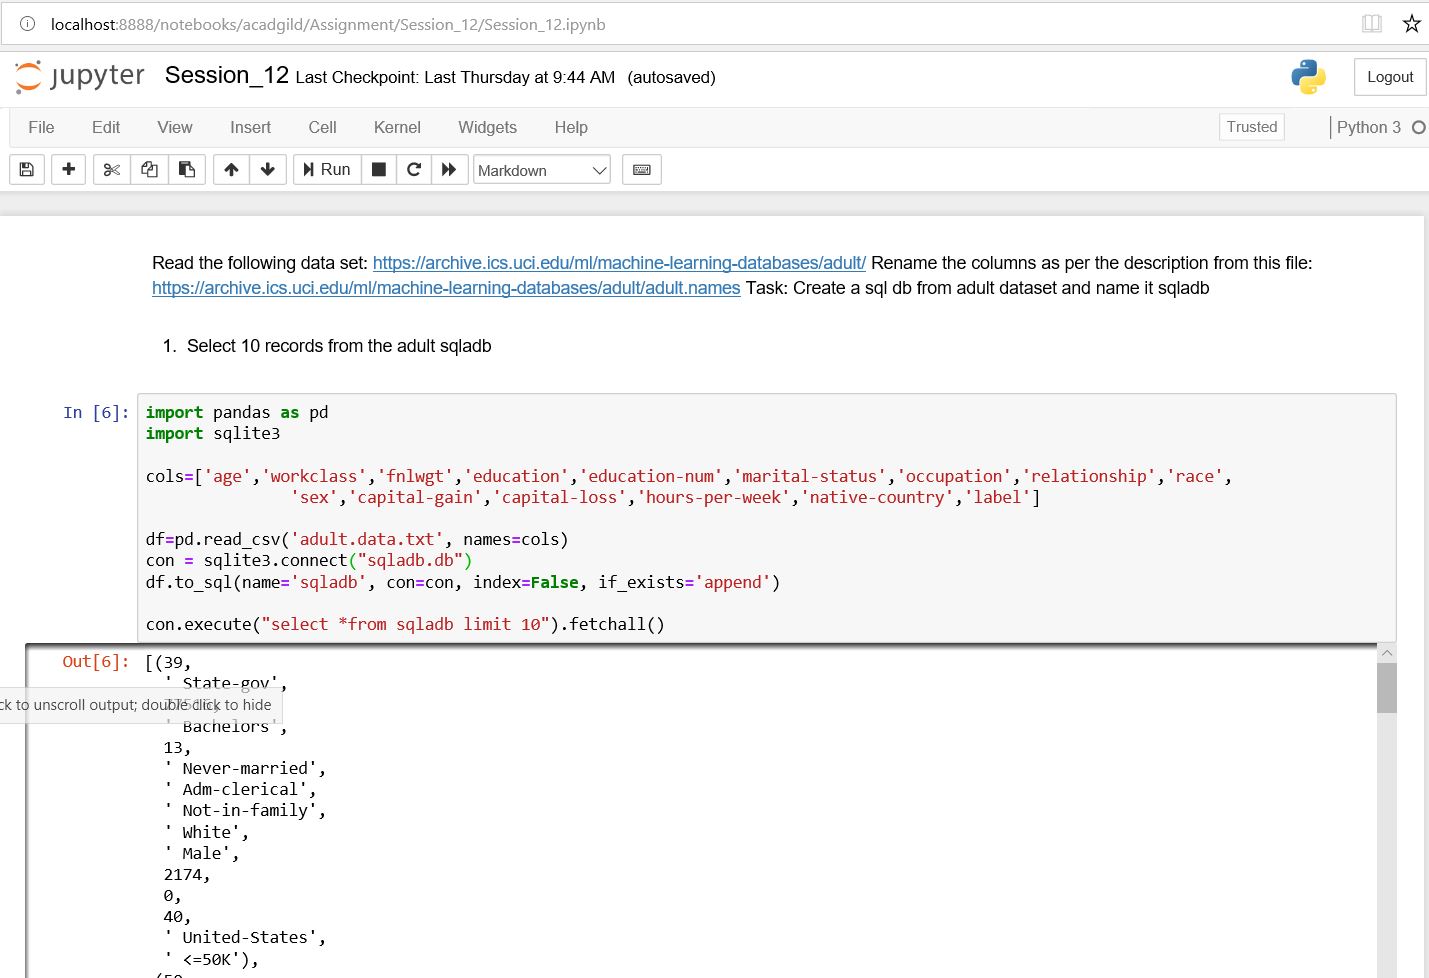 localhost:8888/notebooks/acadgild/Assignment/Session_12/Session_12.ipynb
jupyter Session_12 Last Checkpoint: Last Thursday at 9:44 AM (autosaved)
Logout
File Edit View Insert Cell Kernel Widgets Help
Trusted
Python 3
Run
Markdown
Read the following data set: https://archive.ics.uci.edu/ml/machine-learning-databases/adult/ Rename the columns as per the description from this file:
https://archive.ics.uci.edu/ml/machine-learning-databases/adult/adult.names Task: Create a sql db from adult dataset and name it sqladb
1. Select 10 records from the adult sqladb
In [6]:
import pandas as pd
import sqlite3
cols=['age','workclass','fnlwgt','education','education-num','marital-status','occupation','relationship','race',
'sex','capital-gain','capital-loss','hours-per-week','native-country','label']
df=pd.read_csv('adult.data.txt', names=cols)
con = sqlite3.connect("sqladb.db")
df.to_sql(name='sqladb', con=con, index=False, if_exists='append')
con.execute("select *from sqladb limit 10").fetchall()
Out[6]: [(39,
' State-gov',
ck to unscroll output; double click to hide
' Bachelors',
13,
' Never-married',
' Adm-clerical',
' Not-in-family',
' White',
' Male',
2174,
0,
40,
' United-States',
' <=50K'),